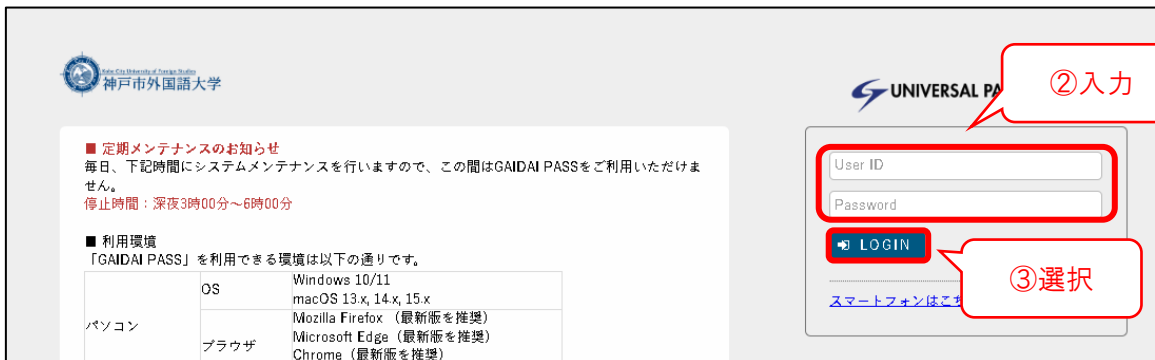 Kobe City University of Foreign Studies
神戸市外国語大学
UNIVERSAL PA
②入力
■ 定期メンテナンスのお知らせ
毎日、下記時間にシステムメンテナンスを行いますので、この間はGAIDAI PASSをご利用いただけま
せん。
停止時間：深夜3時00分～6時00分
User ID
Password
LOGIN
③選択
スマートフォンはこち
■ 利用環境
「GAIDAI PASS」を利用できる環境は以下の通りです。
パソコン
OS
Windows 10/11
macOS 13.x, 14.x, 15.x
ブラウザ
Mozilla Firefox （最新版を推奨）
Microsoft Edge（最新版を推奨）
Chrome（最新版を推奨）